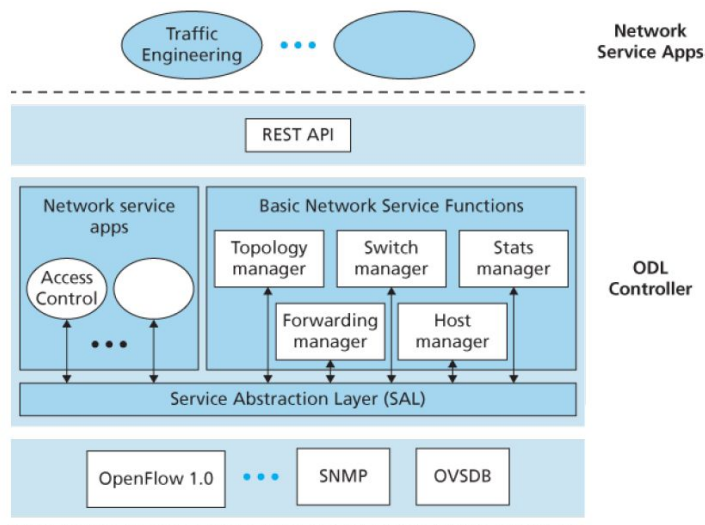 Traffic
Engineering
Network
Service Apps
REST API
Network service
apps
Access
Control
Basic Network Service Functions
Topology
manager
Switch
manager
Stats
manager
Forwarding
manager
Host
manager
ODL
Controller
Service Abstraction Layer (SAL)
OpenFlow 1.0
SNMP
OVSDB